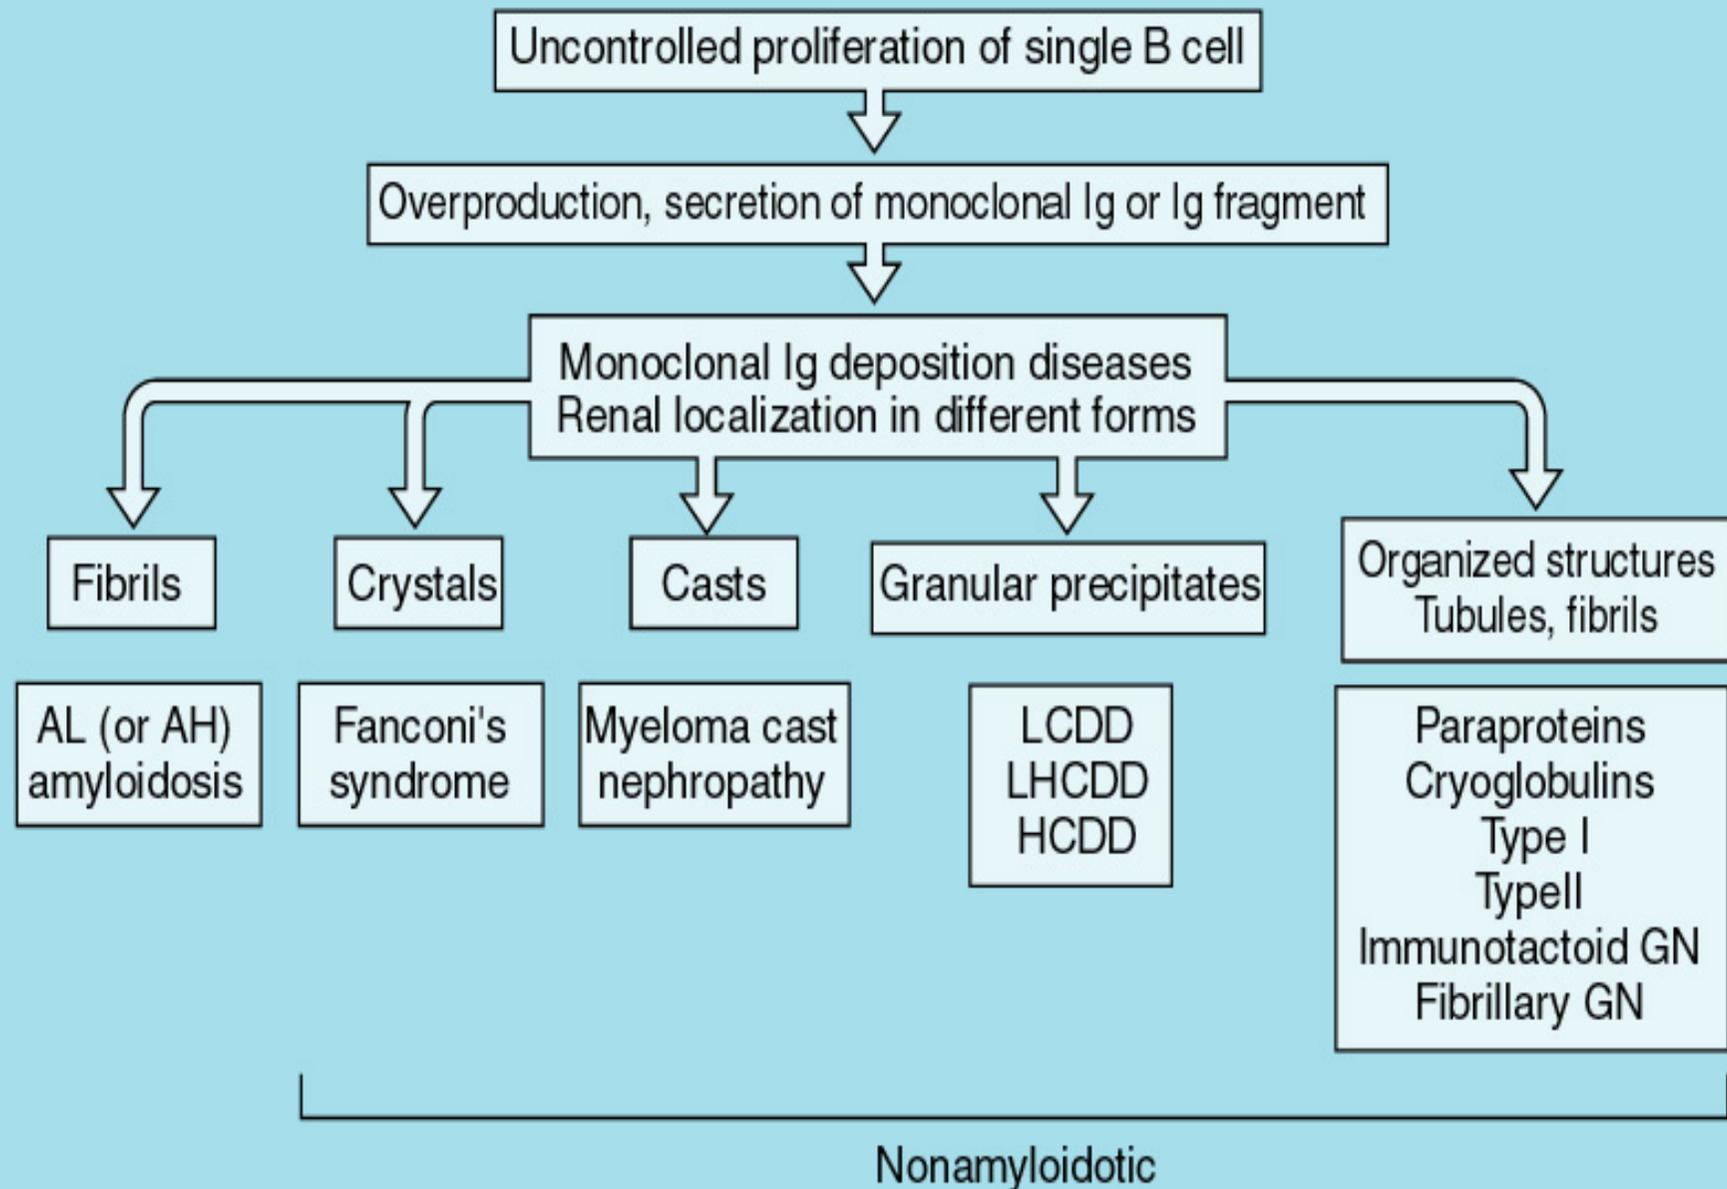 Uncontrolled proliferation of single B cell
Overproduction, secretion of monoclonal Ig or Ig fragment
Monoclonal Ig deposition diseases
Renal localization in different forms
Fibrils
Crystals
Casts
Granular precipitates
Organized structures
Tubules, fibrils
AL (or AH)
amyloidosis
Fanconi's
syndrome
Myeloma cast
nephropathy
LCDD
LHCDD
HCDD
Paraproteins
Cryoglobulins
Type I
TypeII
Immunotactoid GN
Fibrillary GN
Nonamyloidotic